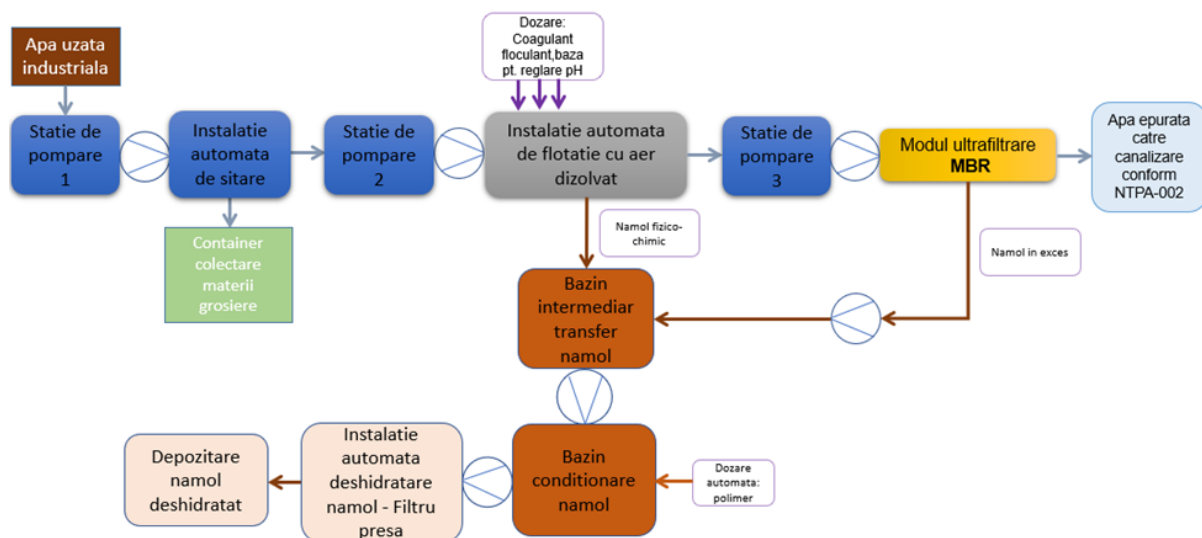 Dozare:
Coagulant
floculant,baza
pt. reglare pH
Apa uzata
industriala
Statie de
pompare
1
Instalatie
automata
de sitare
Statie de
pompare
2
Instalatie automata
de flotatie cu aer
dizolvat
Statie de
pompare
3
Modul ultrafiltrare
MBR
Apa epurata
catre
canalizare
conform
NTPA-002
Container
colectare
materii
grosiere
Namol fizico-
chimic
Namol in exces
Bazin
intermediar
transfer
namol
Depozitare
namol
deshidratat
Instalatie
automata
deshidratare
namol - Filtru
presa
Bazin
conditionare
namol
Dozare
automata:
polimer